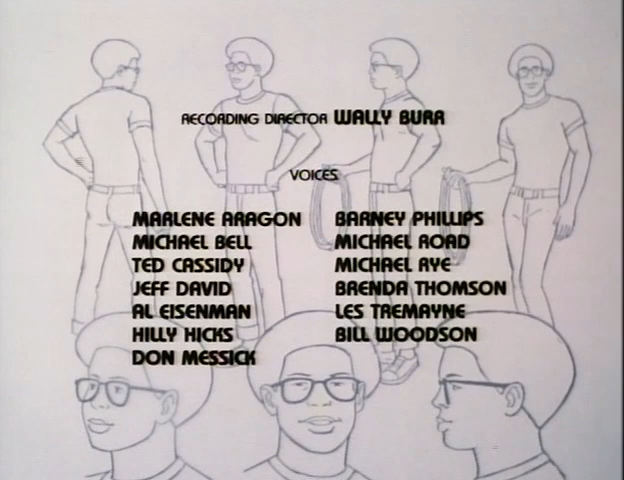 RECORDING DIRECTOR WALLY BURR
VOICES
MARLENE ARAGON
MICHAEL BELL
TED CASSIDY
JEFF DAVID
AL EISENMAN
HILLY HICKS
DON MESSICK
BARNEY PHILLIPS
MICHAEL ROAD
MICHAEL RYE
BRENDA THOMSON
LES TREMAYNE
BILL WOODSON